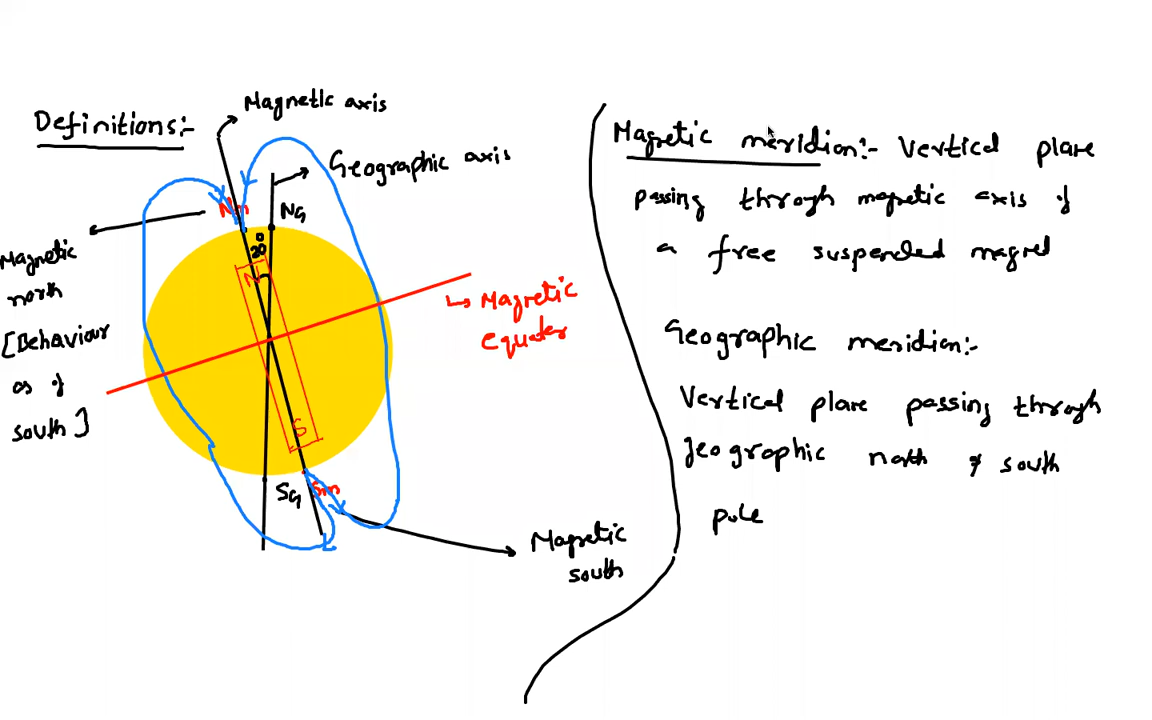 Definitions:-
Magnetic axis
Geographic axis
Nm
NG
20°
N
S
SG
Sm
Magnetic
north
[Behaviour
as of
south]
Magnetic
equator
Magnetic
south
Magnetic meridion:- Vertical plane
passing through magnetic axis of
a free suspended magnet
Geographic meridion:-
Vertical plane passing through
geographic north & south
pole